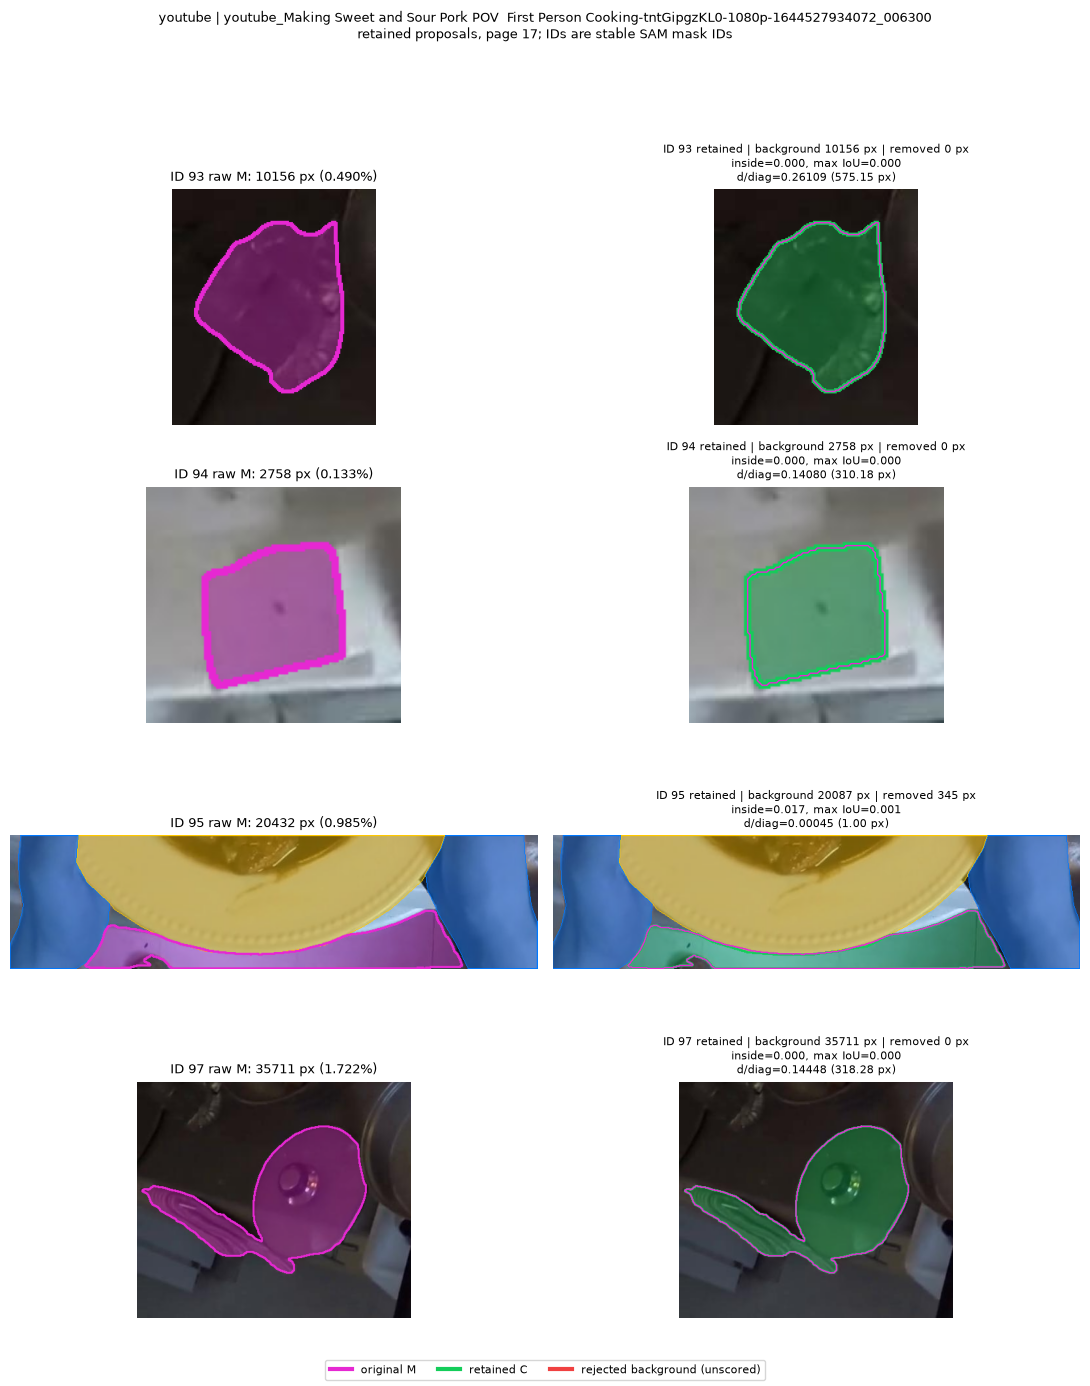 youtube | youtube_Making Sweet and Sour Pork POV  First Person Cooking-tntGipgzKL0-1080p-1644527934072_006300
retained proposals, page 17; IDs are stable SAM mask IDs
ID 93 raw M: 10156 px (0.490%)
ID 93 retained | background 10156 px | removed 0 px
inside=0.000, max IoU=0.000
d/diag=0.26109 (575.15 px)
ID 94 raw M: 2758 px (0.133%)
ID 94 retained | background 2758 px | removed 0 px
inside=0.000, max IoU=0.000
d/diag=0.14080 (310.18 px)
ID 95 raw M: 20432 px (0.985%)
ID 95 retained | background 20087 px | removed 345 px
inside=0.017, max IoU=0.001
d/diag=0.00045 (1.00 px)
ID 97 raw M: 35711 px (1.722%)
ID 97 retained | background 35711 px | removed 0 px
inside=0.000, max IoU=0.000
d/diag=0.14448 (318.28 px)
original M
retained C
rejected background (unscored)